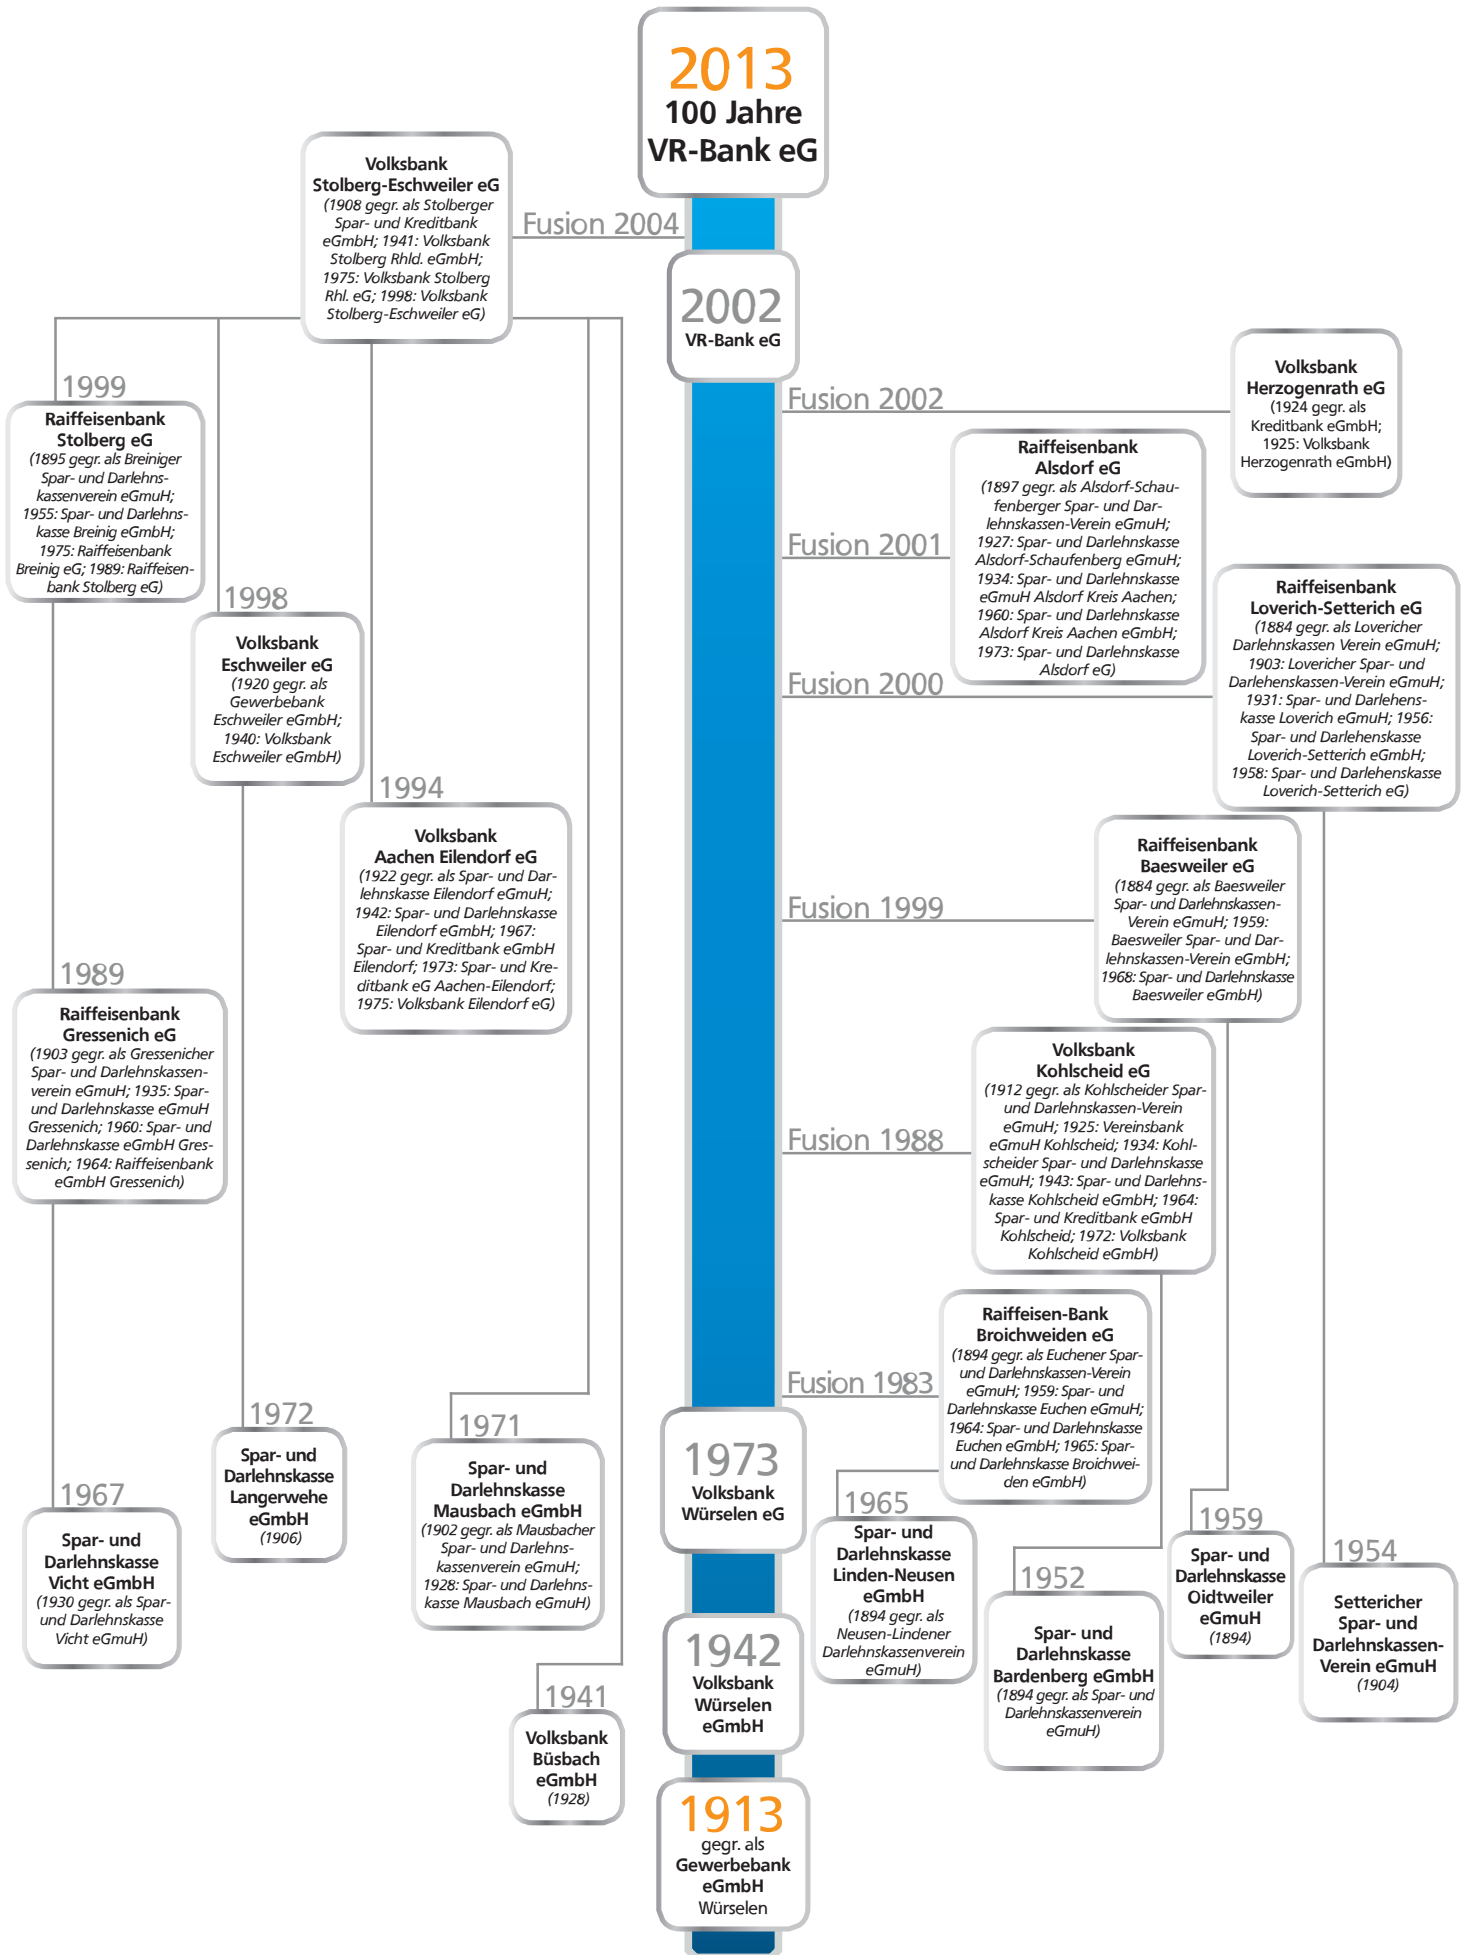 2013
100 Jahre
VR-Bank eG
Volksbank
Stolberg-Eschweiler eG
(1908 gegr. als Stolberger
Spar- und Kreditbank
eGmbH; 1941: Volksbank
Stolberg Rhld. eGmbH;
1975: Volksbank Stolberg
Rhl. eG; 1998: Volksbank
Stolberg-Eschweiler eG)
Fusion 2004
2002
VR-Bank eG
1999
Raiffeisenbank
Stolberg eG
(1895 gegr. als Breiniger
Spar- und Darlehns-
kassenverein eGmuH;
1955: Spar- und Darlehns-
kasse Breinig eGmbH;
1975: Raiffeisenbank
Breinig eG; 1989: Raiffeisen-
bank Stolberg eG)
1998
Volksbank
Eschweiler eG
(1920 gegr. als
Gewerbebank
Eschweiler eGmbH;
1940: Volksbank
Eschweiler eGmbH)
1994
Volksbank
Aachen Eilendorf eG
(1922 gegr. als Spar- und Dar-
lehnskasse Eilendorf eGmuH;
1942: Spar- und Darlehnskasse
Eilendorf eGmbH; 1967:
Spar- und Kreditbank eGmbH
Eilendorf; 1973: Spar- und Kre-
ditbank eG Aachen-Eilendorf;
1975: Volksbank Eilendorf eG)
1989
Raiffeisenbank
Gressenich eG
(1903 gegr. als Gressenicher
Spar- und Darlehnskassen-
verein eGmuH; 1935: Spar-
und Darlehnskasse eGmuH
Gressenich; 1960: Spar- und
Darlehnskasse eGmbH Gres-
senich; 1964: Raiffeisenbank
eGmbH Gressenich)
1972
Spar- und
Darlehnskasse
Langerwehe
eGmbH
(1906)
1971
Spar- und
Darlehnskasse
Mausbach eGmbH
(1902 gegr. als Mausbacher
Spar- und Darlehns-
kassenverein eGmuH;
1928: Spar- und Darlehns-
kasse Mausbach eGmuH)
1967
Spar- und
Darlehnskasse
Vicht eGmbH
(1930 gegr. als Spar-
und Darlehnskasse
Vicht eGmuH)
1941
Volksbank
Büsbach
eGmbH
(1928)
Fusion 2002
Volksbank
Herzogenrath eG
(1924 gegr. als
Kreditbank eGmbH;
1925: Volksbank
Herzogenrath eGmbH)
Fusion 2001
Raiffeisenbank
Alsdorf eG
(1897 gegr. als Alsdorf-Schau-
fenberger Spar- und Dar-
lehnskassen-Verein eGmuH;
1927: Spar- und Darlehnskasse
Alsdorf-Schaufenberg eGmuH;
1934: Spar- und Darlehnskasse
eGmuH Alsdorf Kreis Aachen;
1960: Spar- und Darlehnskasse
Alsdorf Kreis Aachen eGmbH;
1973: Spar- und Darlehnskasse
Alsdorf eG)
Fusion 2000
Raiffeisenbank
Loverich-Setterich eG
(1884 gegr. als Lovericher
Darlehnskassen Verein eGmuH;
1903: Lovericher Spar- und
Darlehenskassen-Verein eGmuH;
1931: Spar- und Darlehens-
kasse Loverich eGmuH; 1956:
Spar- und Darlehenskasse
Loverich-Setterich eGmbH;
1958: Spar- und Darlehenskasse
Loverich-Setterich eG)
Fusion 1999
Raiffeisenbank
Baesweiler eG
(1884 gegr. als Baesweiler
Spar- und Darlehnskassen-
Verein eGmuH; 1959:
Baesweiler Spar- und Dar-
lehnskassen-Verein eGmbH;
1968: Spar- und Darlehnskasse
Baesweiler eGmbH)
Fusion 1988
Volksbank
Kohlscheid eG
(1912 gegr. als Kohlscheider Spar-
und Darlehnskassen-Verein
eGmuH; 1925: Vereinsbank
eGmuH Kohlscheid; 1934: Kohl-
scheider Spar- und Darlehnskasse
eGmuH; 1943: Spar- und Darlehns-
kasse Kohlscheid eGmbH; 1964:
Spar- und Kreditbank eGmbH
Kohlscheid; 1972: Volksbank
Kohlscheid eGmbH)
Fusion 1983
Raiffeisen-Bank
Broichweiden eG
(1894 gegr. als Euchener Spar-
und Darlehnskassen-Verein
eGmuH; 1959: Spar- und
Darlehnskasse Euchen eGmuH;
1964: Spar- und Darlehnskasse
Euchen eGmbH; 1965: Spar-
und Darlehnskasse Broichwei-
den eGmbH)
1973
Volksbank
Würselen eG
1965
Spar- und
Darlehnskasse
Linden-Neusen
eGmbH
(1894 gegr. als
Neusen-Lindener
Darlehnskassenverein
eGmuH)
1952
Spar- und
Darlehnskasse
Bardenberg eGmbH
(1894 gegr. als Spar- und
Darlehnskassenverein
eGmuH)
1959
Spar- und
Darlehnskasse
Oidtweiler
eGmuH
(1894)
1954
Settericher
Spar- und
Darlehnskassen-
Verein eGmuH
(1904)
1942
Volksbank
Würselen
eGmbH
1913
gegr. als
Gewerbebank
eGmbH
Würselen